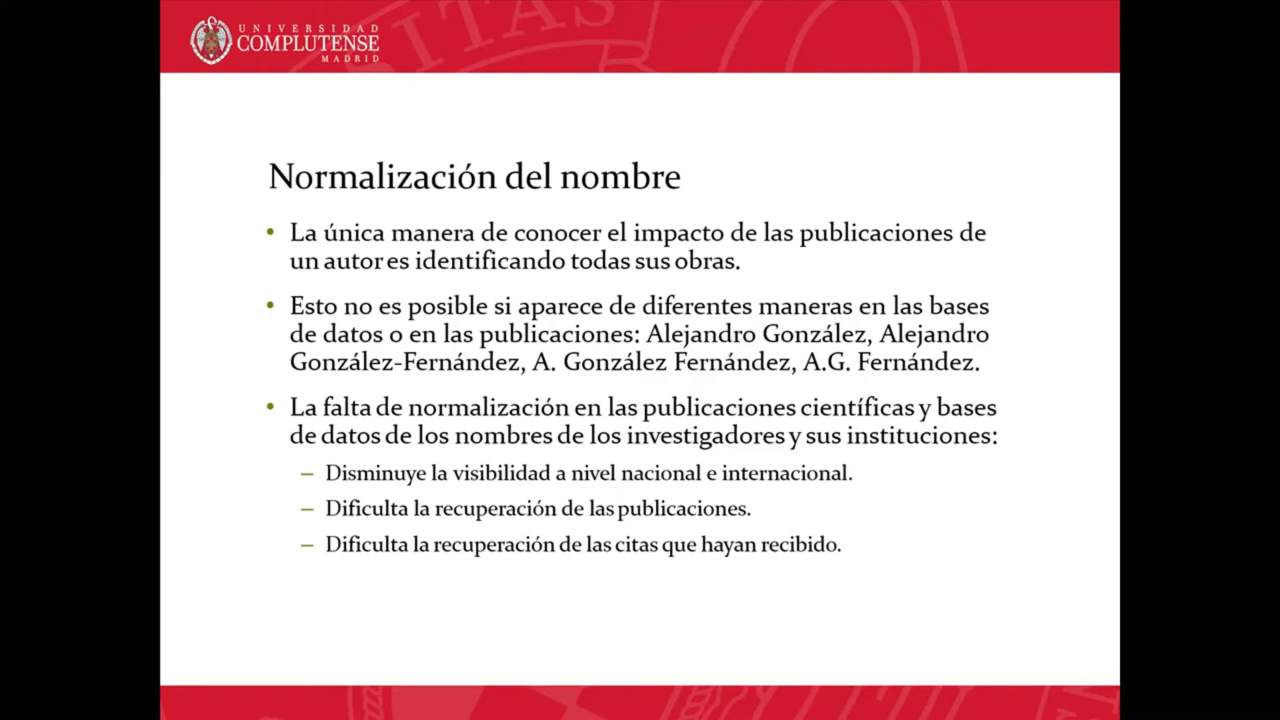 UNIVERSIDAD
COMPLUTENSE
MADRID
Normalización del nombre
• La única manera de conocer el impacto de las publicaciones de
un autor es identificando todas sus obras.
• Esto no es posible si aparece de diferentes maneras en las bases
de datos o en las publicaciones: Alejandro González, Alejandro
González-Fernández, A. González Fernández, A.G. Fernández.
• La falta de normalización en las publicaciones científicas y bases
de datos de los nombres de los investigadores y sus instituciones:
– Disminuye la visibilidad a nivel nacional e internacional.
– Dificulta la recuperación de las publicaciones.
– Dificulta la recuperación de las citas que hayan recibido.